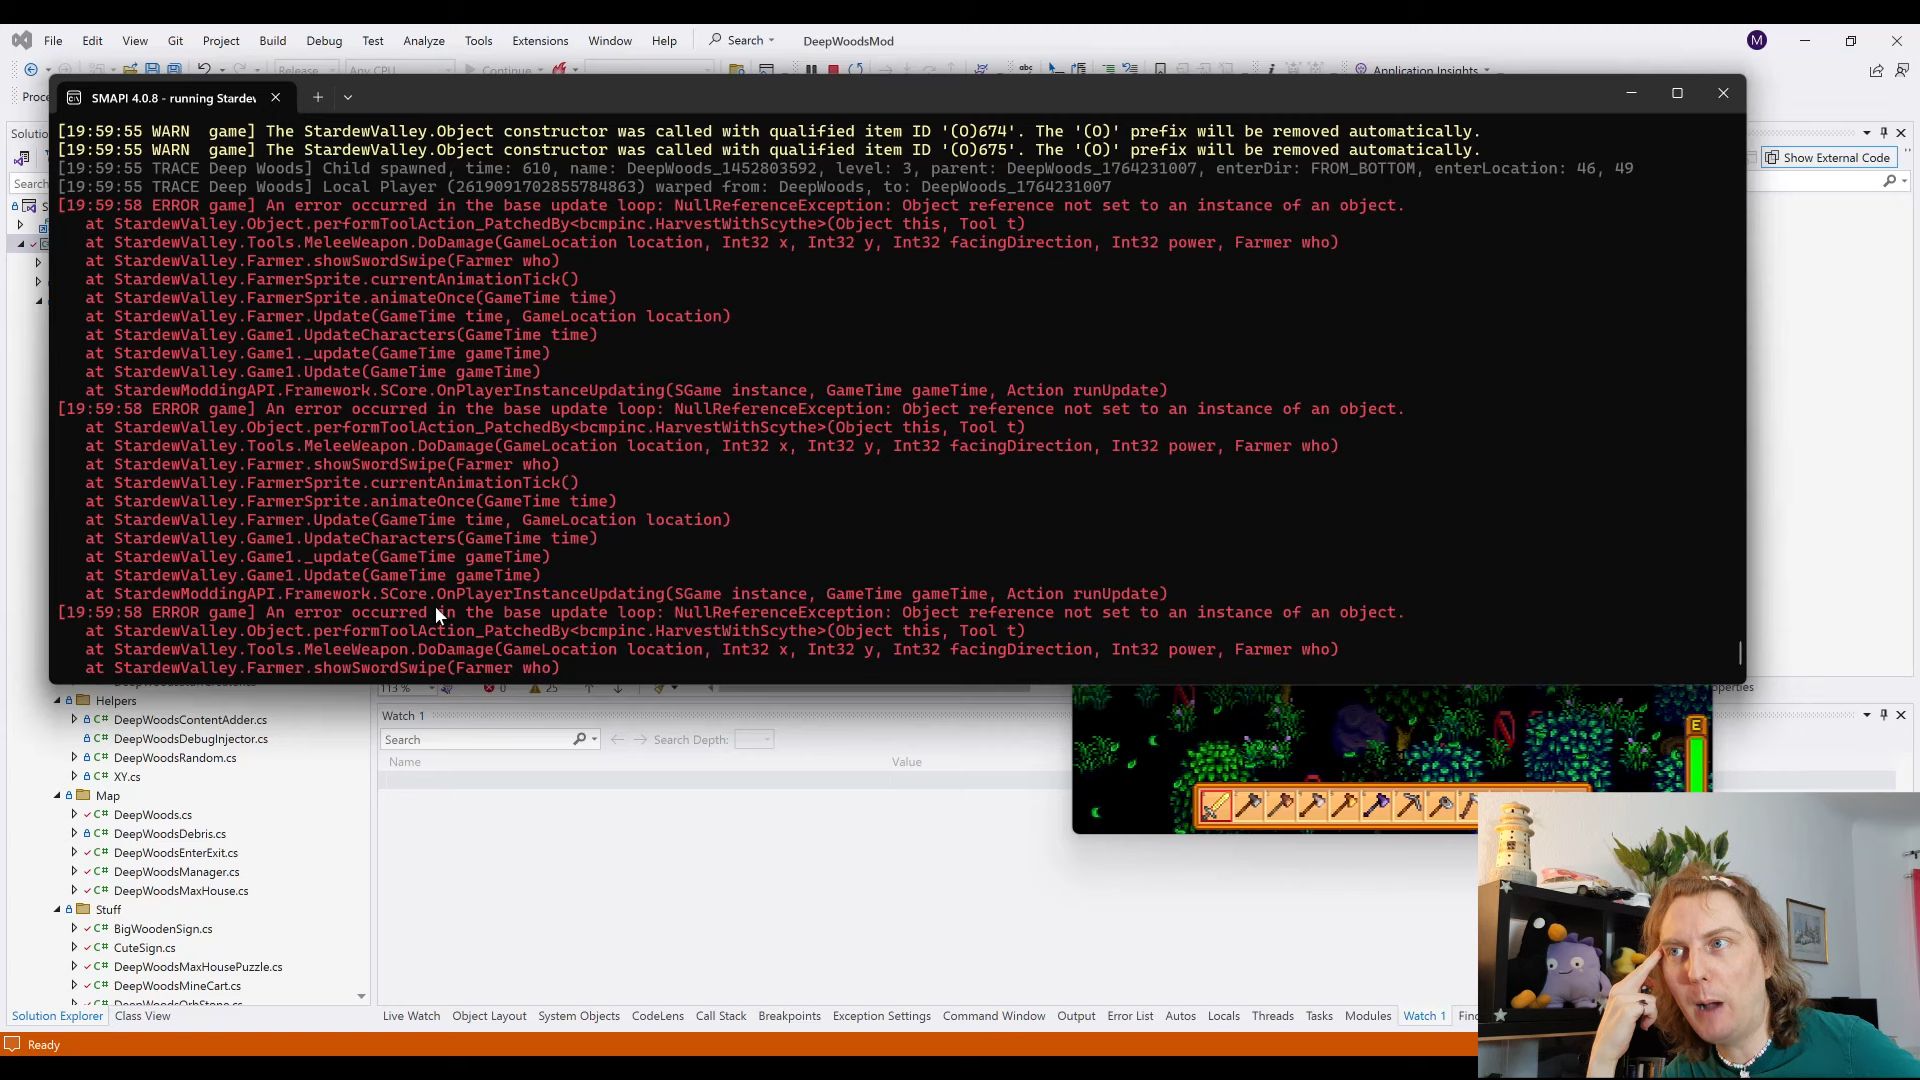 File Edit View Git Project Build Debug Test Analyze Tools Extensions Window Help Search DeepWoodsMod M
Release Any CPU Continue Application Insights
Proce
SMAPI 4.0.8 - running Stardew
Solution
Show External Code
Search
[19:59:55 WARN  game] The StardewValley.Object constructor was called with qualified item ID '(O)674'. The '(O)' prefix will be removed automatically.
[19:59:55 WARN  game] The StardewValley.Object constructor was called with qualified item ID '(O)675'. The '(O)' prefix will be removed automatically.
[19:59:55 TRACE Deep Woods] Child spawned, time: 610, name: DeepWoods_1452803592, level: 3, parent: DeepWoods_1764231007, enterDir: FROM_BOTTOM, enterLocation: 46, 49
[19:59:55 TRACE Deep Woods] Local Player (2619091702855784863) warped from: DeepWoods, to: DeepWoods_1764231007
[19:59:58 ERROR game] An error occurred in the base update loop: NullReferenceException: Object reference not set to an instance of an object.
at StardewValley.Object.performToolAction_PatchedBy<bcmpinc.HarvestWithScythe>(Object this, Tool t)
at StardewValley.Tools.MeleeWeapon.DoDamage(GameLocation location, Int32 x, Int32 y, Int32 facingDirection, Int32 power, Farmer who)
at StardewValley.Farmer.showSwordSwipe(Farmer who)
at StardewValley.FarmerSprite.currentAnimationTick()
at StardewValley.FarmerSprite.animateOnce(GameTime time)
at StardewValley.Farmer.Update(GameTime time, GameLocation location)
at StardewValley.Game1.UpdateCharacters(GameTime time)
at StardewValley.Game1._update(GameTime gameTime)
at StardewValley.Game1.Update(GameTime gameTime)
at StardewModdingAPI.Framework.SCore.OnPlayerInstanceUpdating(SGame instance, GameTime gameTime, Action runUpdate)
[19:59:58 ERROR game] An error occurred in the base update loop: NullReferenceException: Object reference not set to an instance of an object.
at StardewValley.Object.performToolAction_PatchedBy<bcmpinc.HarvestWithScythe>(Object this, Tool t)
at StardewValley.Tools.MeleeWeapon.DoDamage(GameLocation location, Int32 x, Int32 y, Int32 facingDirection, Int32 power, Farmer who)
at StardewValley.Farmer.showSwordSwipe(Farmer who)
at StardewValley.FarmerSprite.currentAnimationTick()
at StardewValley.FarmerSprite.animateOnce(GameTime time)
at StardewValley.Farmer.Update(GameTime time, GameLocation location)
at StardewValley.Game1.UpdateCharacters(GameTime time)
at StardewValley.Game1._update(GameTime gameTime)
at StardewValley.Game1.Update(GameTime gameTime)
at StardewModdingAPI.Framework.SCore.OnPlayerInstanceUpdating(SGame instance, GameTime gameTime, Action runUpdate)
[19:59:58 ERROR game] An error occurred in the base update loop: NullReferenceException: Object reference not set to an instance of an object.
at StardewValley.Object.performToolAction_PatchedBy<bcmpinc.HarvestWithScythe>(Object this, Tool t)
at StardewValley.Tools.MeleeWeapon.DoDamage(GameLocation location, Int32 x, Int32 y, Int32 facingDirection, Int32 power, Farmer who)
at StardewValley.Farmer.showSwordSwipe(Farmer who)
113 % 0 25 roperties
Helpers
C# DeepWoodsContentAdder.cs
C# DeepWoodsDebugInjector.cs
C# DeepWoodsRandom.cs
C# XY.cs
Map
C# DeepWoods.cs
C# DeepWoodsDebris.cs
C# DeepWoodsEnterExit.cs
C# DeepWoodsManager.cs
C# DeepWoodsMaxHouse.cs
Stuff
C# BigWoodenSign.cs
C# CuteSign.cs
C# DeepWoodsMaxHousePuzzle.cs
C# DeepWoodsMineCart.cs
C# DeepWoodsOrbStone.cs
Watch 1
Search Search Depth:
Name Value
E
Solution Explorer Class View
Live Watch Object Layout System Objects CodeLens Call Stack Breakpoints Exception Settings Command Window Output Error List Autos Locals Threads Tasks Modules Watch 1 Find
Ready